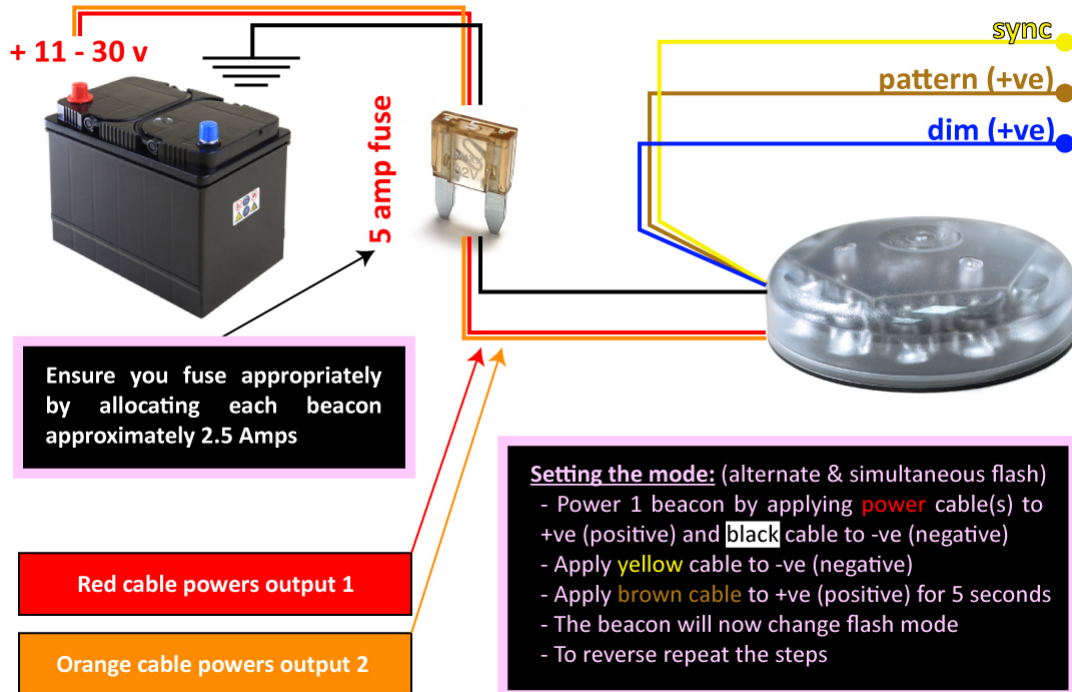 sync
+ 11 - 30 v
pattern (+ve)
dim (+ve)
5 amp fuse
5
Ensure you fuse appropriately
by allocating each beacon
approximately 2.5 Amps
Setting the mode: (alternate & simultaneous flash)
- Power 1 beacon by applying power cable(s) to
+ve (positive) and black cable to -ve (negative)
- Apply yellow cable to -ve (negative)
- Apply brown cable to +ve (positive) for 5 seconds
- The beacon will now change flash mode
- To reverse repeat the steps
Red cable powers output 1
Orange cable powers output 2